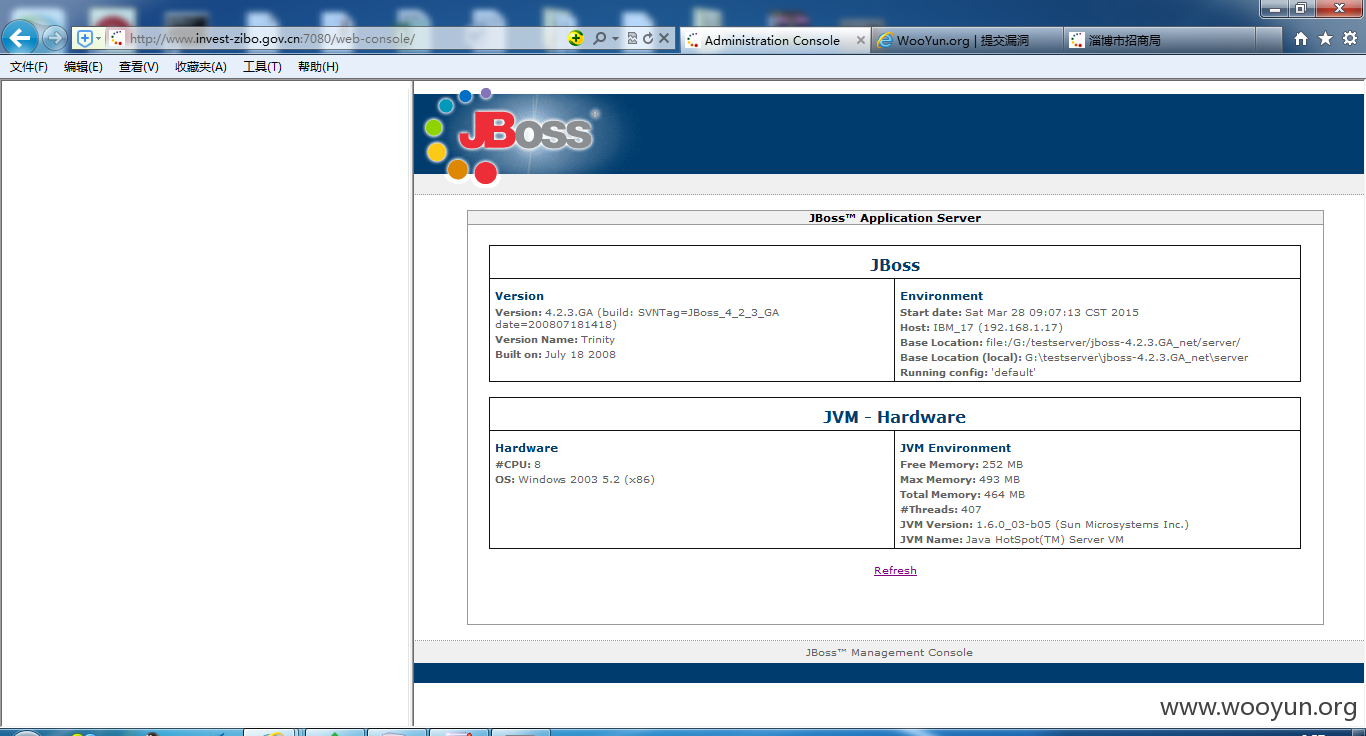 http://www.invest-zibo.gov.cn:7080/web-console/
Administration Console
WooYun.org | 提交漏洞
淄博市招商局
文件(F) 编辑(E) 查看(V) 收藏夹(A) 工具(T) 帮助(H)
JBoss®
JBoss™ Application Server
JBoss
Version
Version: 4.2.3.GA (build: SVNTag=JBoss_4_2_3_GA
date=200807181418)
Version Name: Trinity
Built on: July 18 2008
Environment
Start date: Sat Mar 28 09:07:13 CST 2015
Host: IBM_17 (192.168.1.17)
Base Location: file:/G:/testserver/jboss-4.2.3.GA_net/server/
Base Location (local): G:\testserver\jboss-4.2.3.GA_net\server
Running config: 'default'
JVM - Hardware
Hardware
#CPU: 8
OS: Windows 2003 5.2 (x86)
JVM Environment
Free Memory: 252 MB
Max Memory: 493 MB
Total Memory: 464 MB
#Threads: 407
JVM Version: 1.6.0_03-b05 (Sun Microsystems Inc.)
JVM Name: Java HotSpot(TM) Server VM
Refresh
JBoss™ Management Console
www.wooyun.org